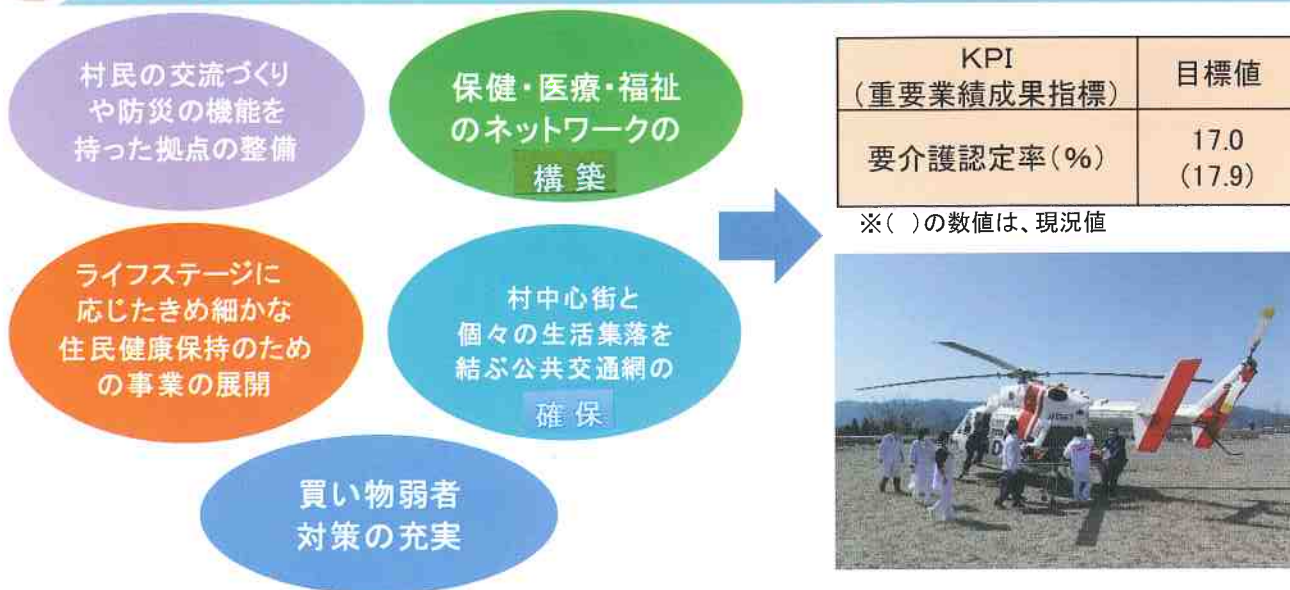 村民の交流づくり
や防災の機能を
持った拠点の整備
保健・医療・福祉
のネットワークの
構築
ライフステージに
応じたきめ細かな
住民健康保持のため
の事業の展開
村中心街と
個々の生活集落を
結ぶ公共交通網の
確保
買い物弱者
対策の充実
KPI
(重要業績成果指標)
目標値
要介護認定率(%)
17.0
(17.9)
※( )の数値は、現況値